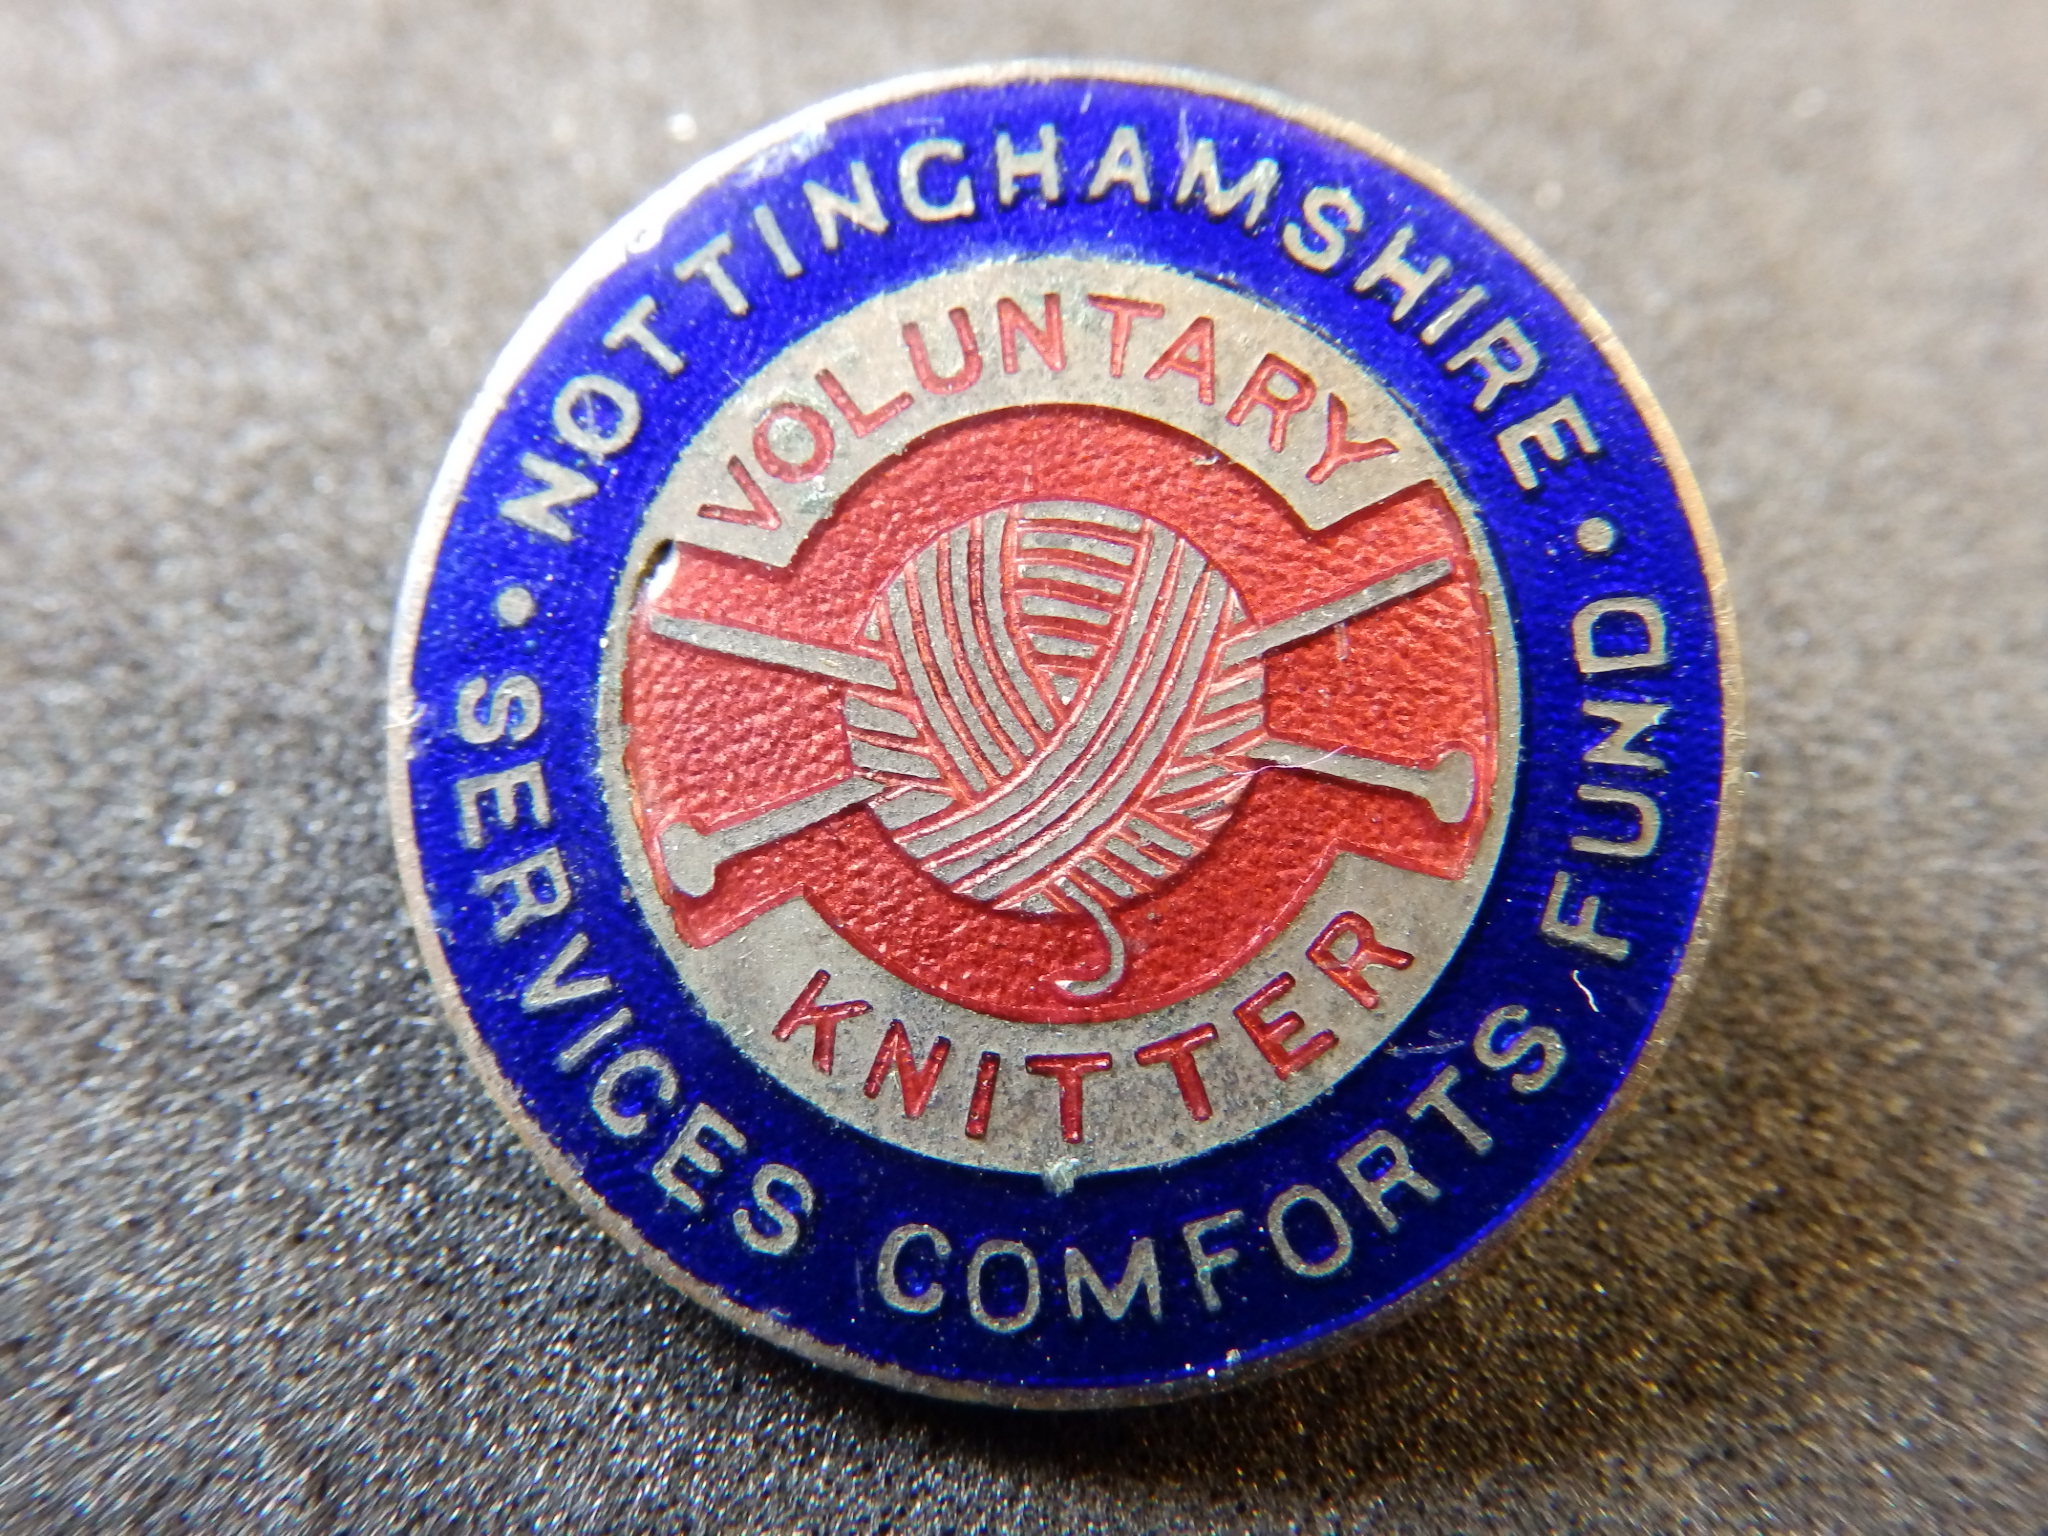 NOTTINGHAMSHIRE
SERVICES COMFORTS FUND
VOLUNTARY
KNITTER